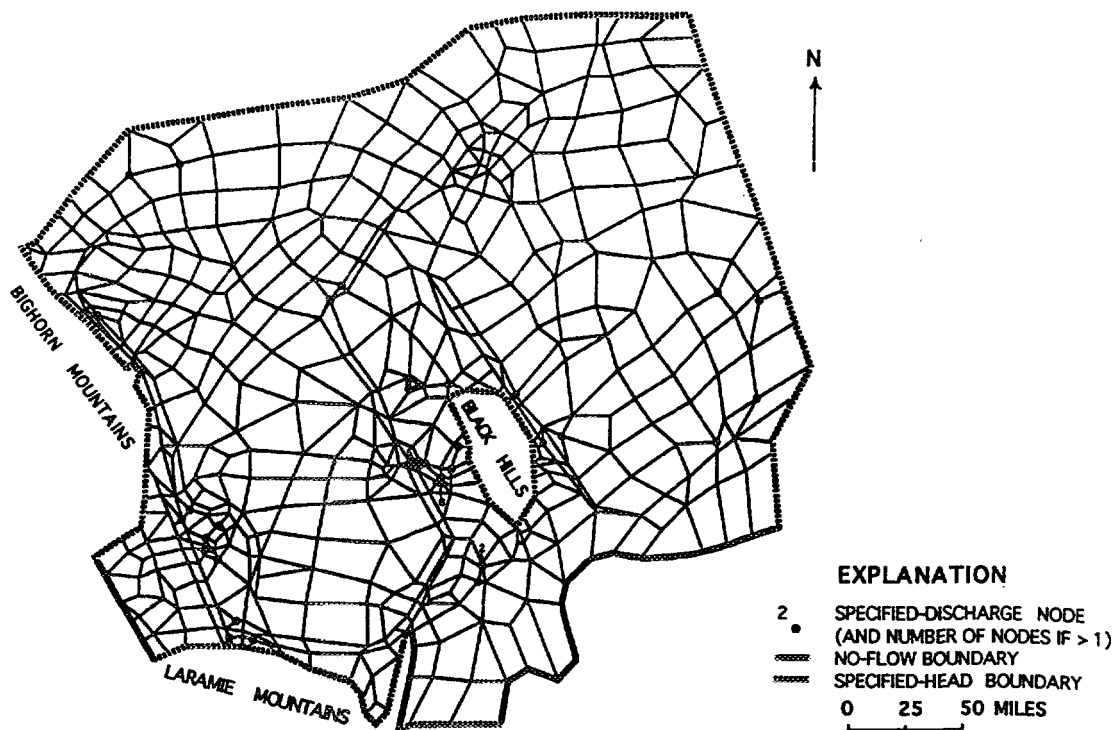 N
BIGHORN MOUNTAINS
BLACK HILLS
2
LARAMIE MOUNTAINS
EXPLANATION
2 SPECIFIED-DISCHARGE NODE
(AND NUMBER OF NODES IF > 1)
NO-FLOW BOUNDARY
SPECIFIED-HEAD BOUNDARY
0 25 50 MILES